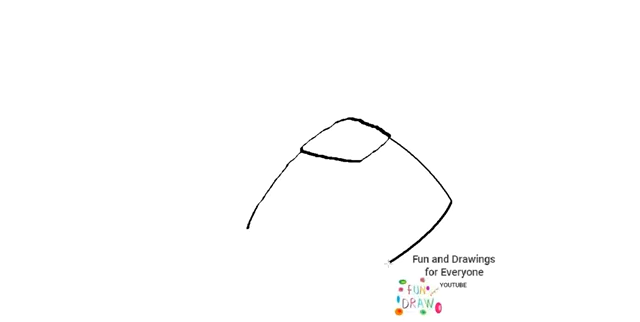 Fun and Drawings
for Everyone
YOUTUBE
FUN
DRAW